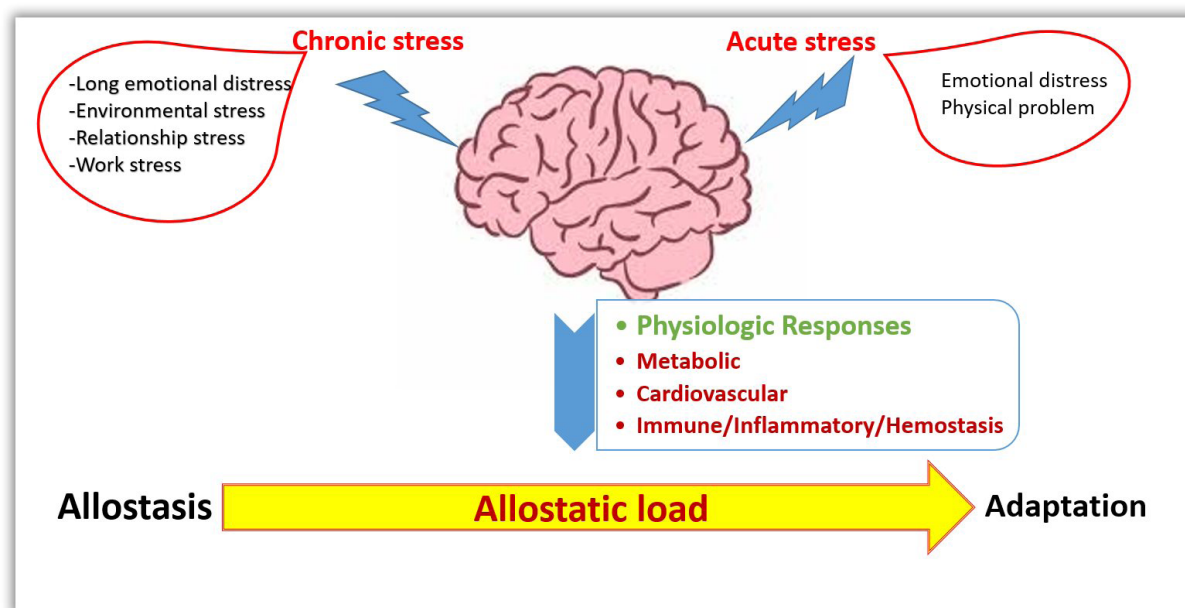 Chronic stress
-Long emotional distress
-Environmental stress
-Relationship stress
-Work stress
Acute stress
Emotional distress
Physical problem
• Physiologic Responses
• Metabolic
• Cardiovascular
• Immune/Inflammatory/Hemostasis
Allostasis
Allostatic load
Adaptation